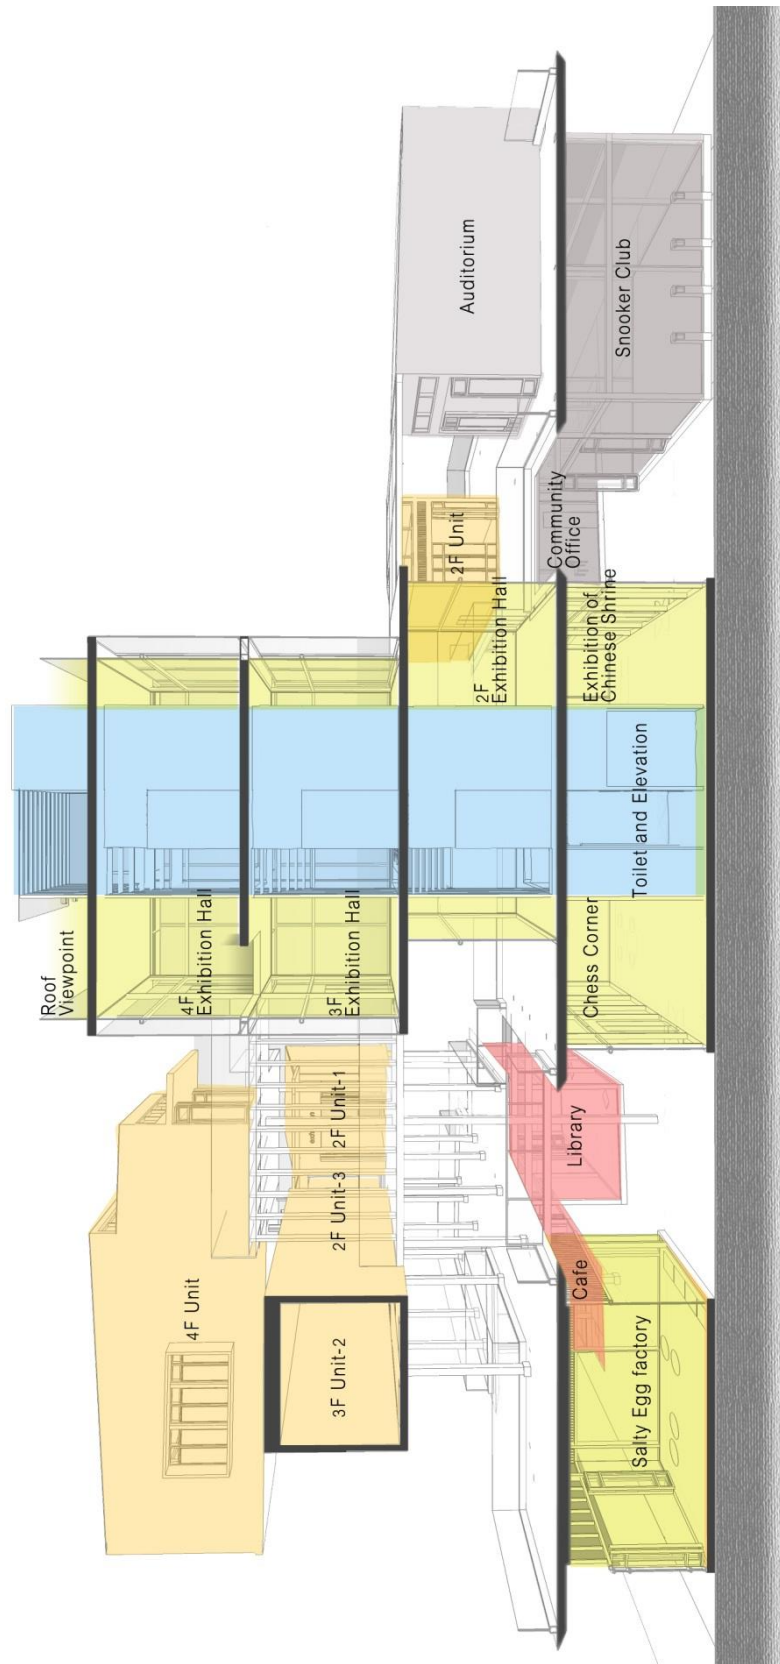 Roof
Viewpoint
4F Unit
4F
Exhibition Hall
3F Unit-2
2F Unit-3
2F Unit-1
3F
Exhibition Hall
2F
Exhibition Hall
2F Unit
Auditorium
Salty Egg factory
Cafe
Library
Chess Corner
Toilet and Elevation
Exhibition of
Chinese Shrine
Community
Office
Snooker Club